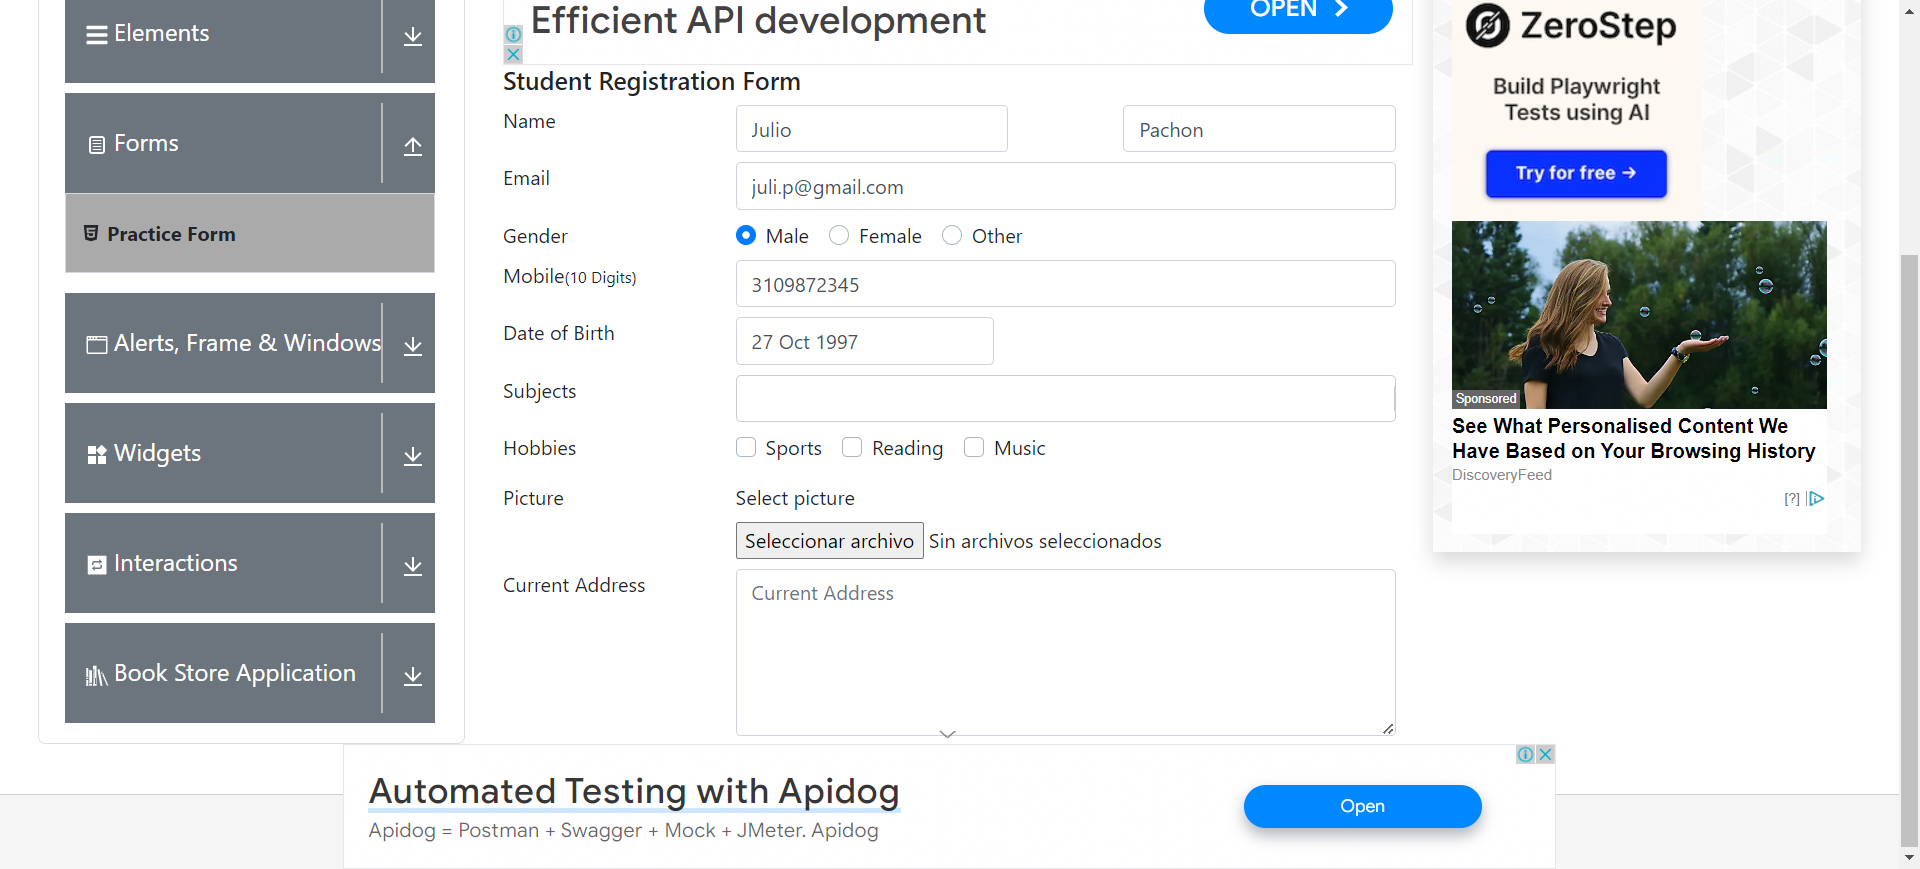 Elements
Forms
Practice Form
Alerts, Frame & Windows
Widgets
Interactions
Book Store Application
Efficient API development
OPEN
Student Registration Form
Name
Julio
Pachon
Email
juli.p@gmail.com
Gender
Male
Female
Other
Mobile(10 Digits)
3109872345
Date of Birth
27 Oct 1997
Subjects
Hobbies
Sports
Reading
Music
Picture
Select picture
Seleccionar archivo
Sin archivos seleccionados
Current Address
Current Address
ZeroStep
Build Playwright
Tests using AI
Try for free →
Sponsored
See What Personalised Content We
Have Based on Your Browsing History
DiscoveryFeed
[?]
Automated Testing with Apidog
Apidog = Postman + Swagger + Mock + JMeter. Apidog
Open